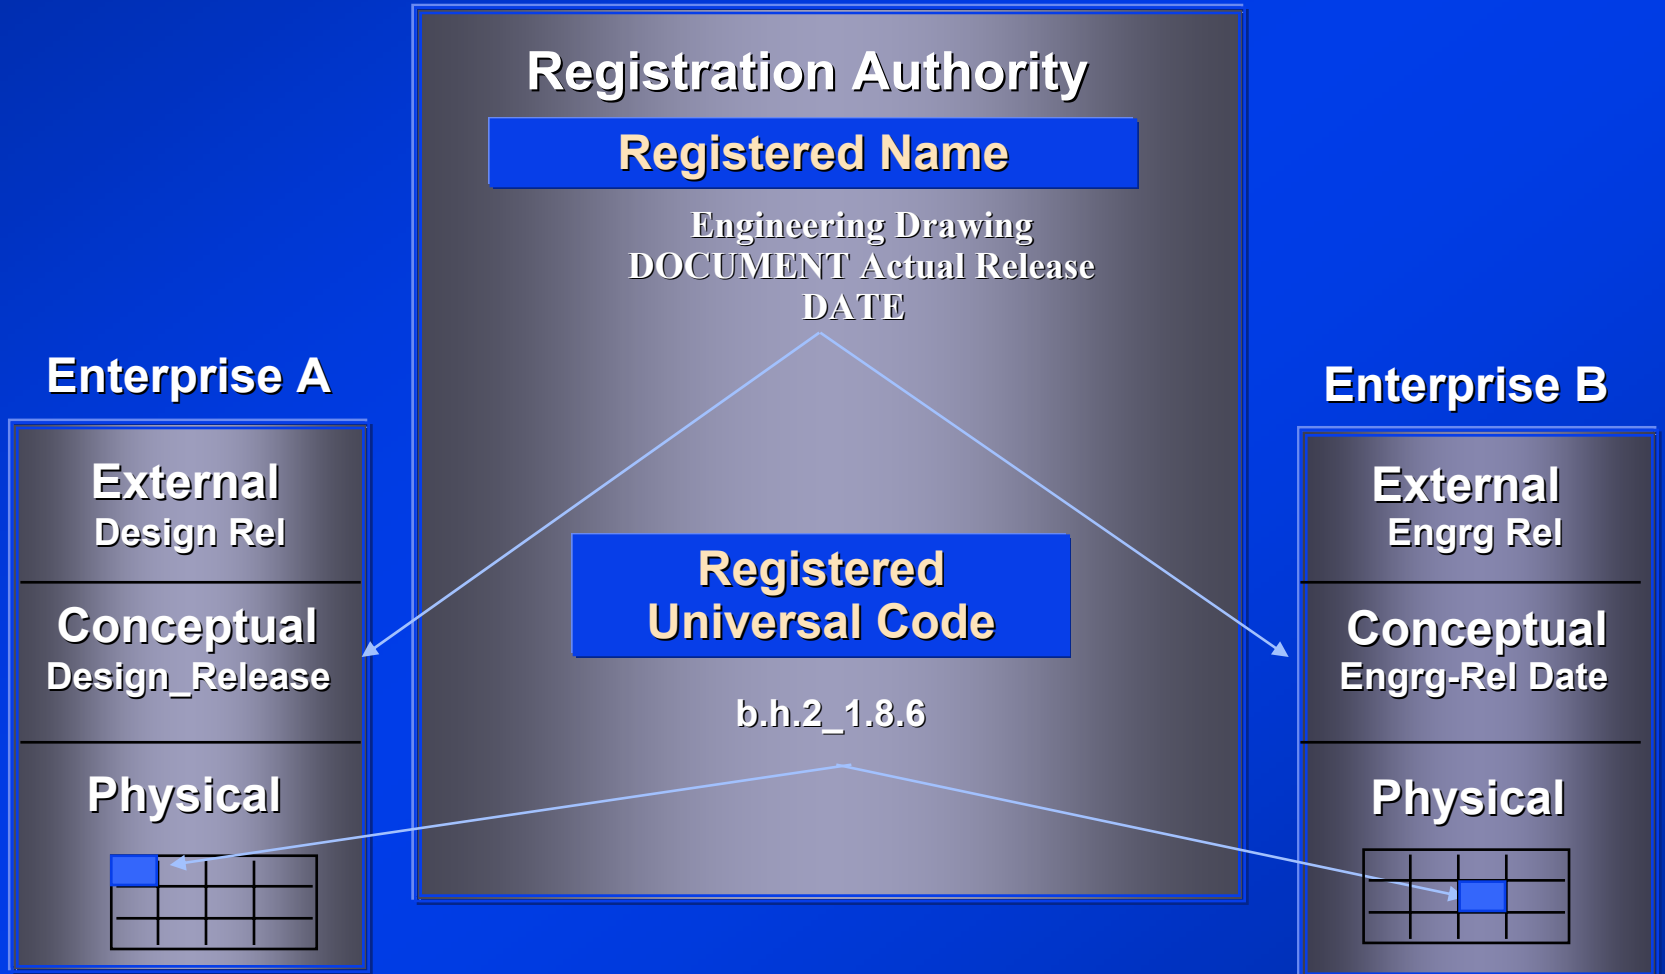 Registration Authority
Registered Name
Engineering Drawing
DOCUMENT Actual Release
DATE
Enterprise A
External
Design Rel
Conceptual
Design_Release
Physical
Registered
Universal Code
b.h.2_1.8.6
Enterprise B
External
Engrg Rel
Conceptual
Engrg-Rel Date
Physical